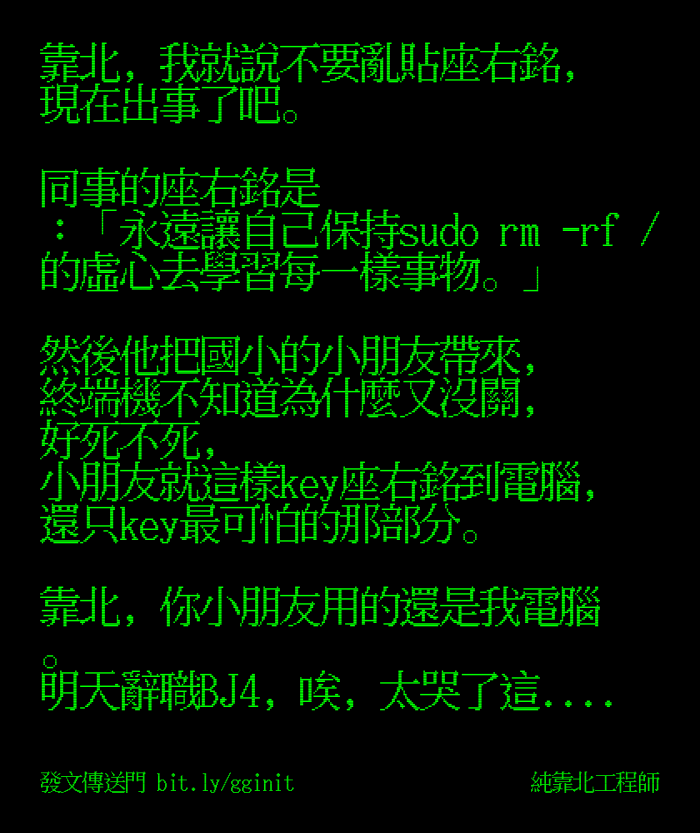 靠北, 我就說不要亂貼座右銘,
現在出事了吧。
同事的座右銘是
：「永遠讓自己保持sudo rm -rf /
的虛心去學習每一樣事物。」
然後他把國小的小朋友帶來,
終端機不知道為什麼又沒關,
好死不死,
小朋友就這樣key座右銘到電腦,
還只key最可怕的那部分。
靠北, 你小朋友用的還是我電腦
。
明天辭職BJ4, 唉, 太哭了這....
發文傳送門 bit.ly/gginit
純靠北工程師